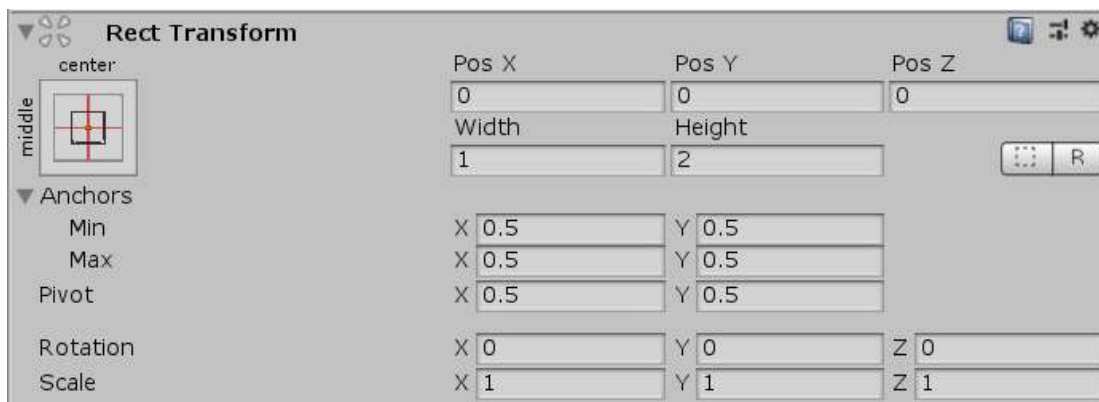 Rect Transform
center
Pos X Pos Y Pos Z
middle
0 0 0
Width Height
1 2
R
Anchors
Min X 0.5 Y 0.5
Max X 0.5 Y 0.5
Pivot X 0.5 Y 0.5
Rotation X 0 Y 0 Z 0
Scale X 1 Y 1 Z 1